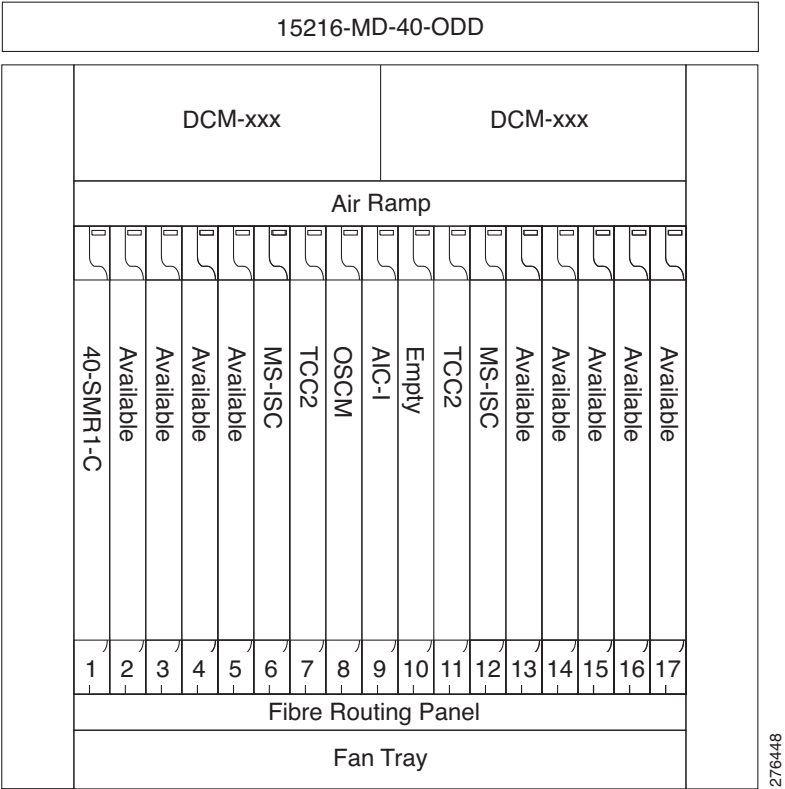 15216-MD-40-ODD
DCM-xxx
DCM-xxx
Air Ramp
40-SMR1-C
Available
Available
Available
Available
MS-ISC
TCC2
OSCM
AIC-I
Empty
TCC2
MS-ISC
Available
Available
Available
Available
Available
1 2 3 4 5 6 7 8 9 10 11 12 13 14 15 16 17
Fibre Routing Panel
Fan Tray
276448